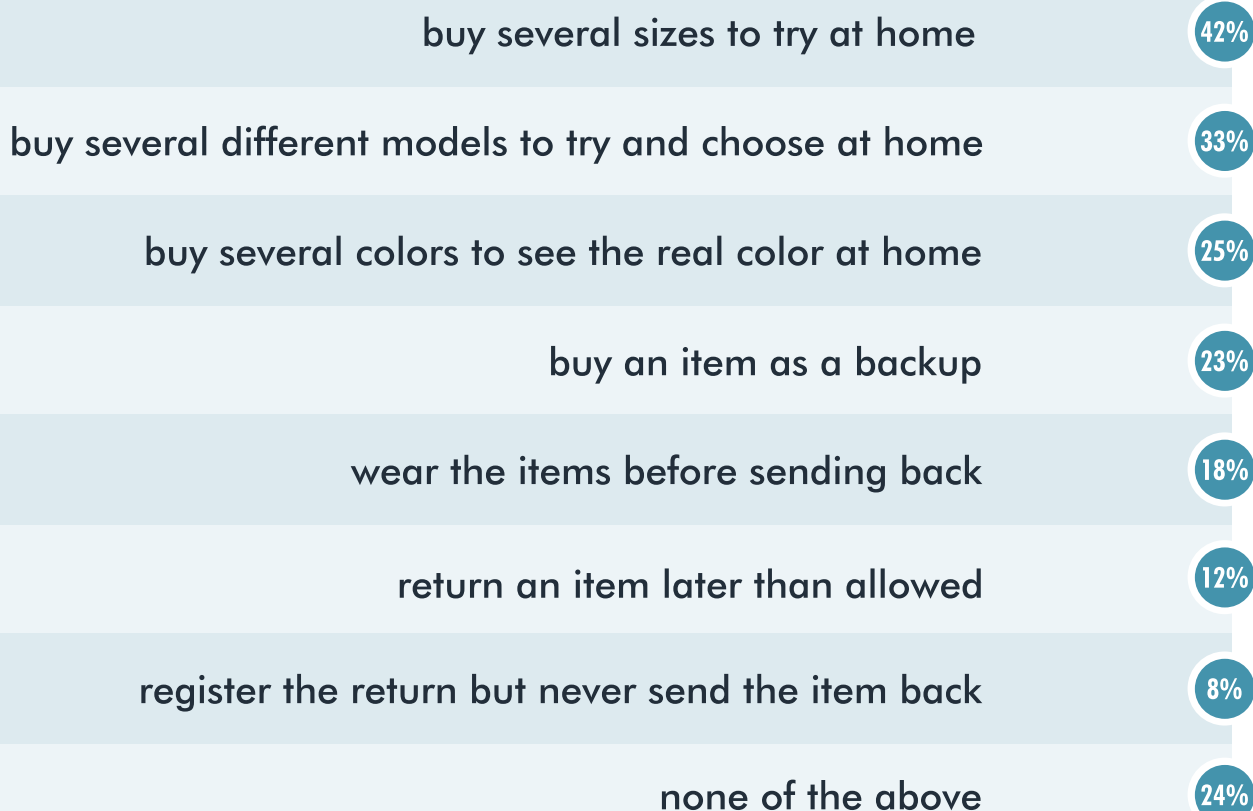 buy several sizes to try at home 42%
buy several different models to try and choose at home 33%
buy several colors to see the real color at home 25%
buy an item as a backup 23%
wear the items before sending back 18%
return an item later than allowed 12%
register the return but never send the item back 8%
none of the above 24%